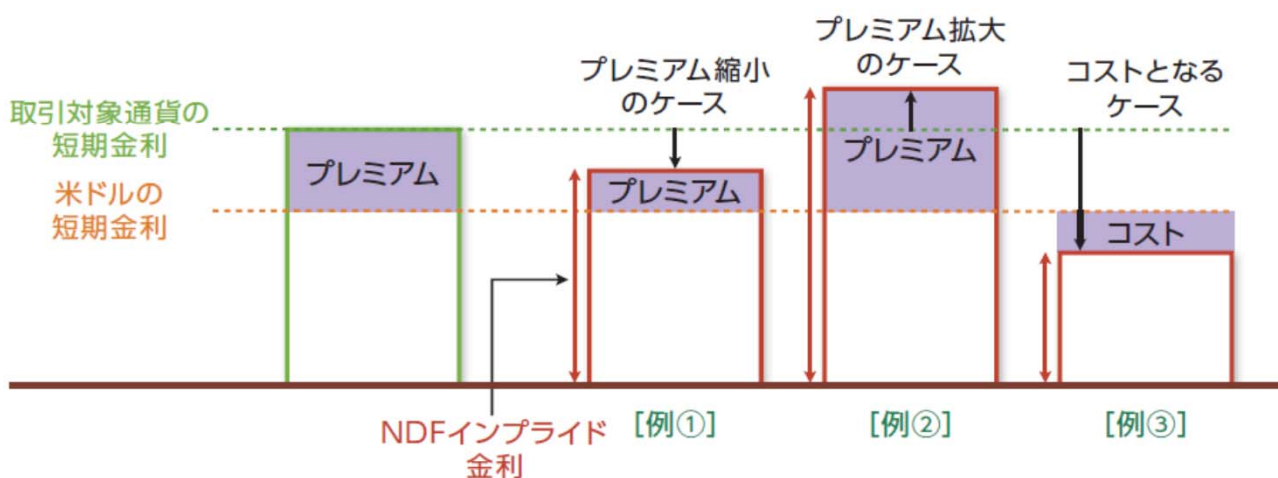 プレミアム縮小
のケース
プレミアム拡大
のケース
コストとなる
ケース
取引対象通貨の
短期金利
米ドルの
短期金利
プレミアム
プレミアム
プレミアム
コスト
NDFインプライド
金利
[例①]
[例②]
[例③]